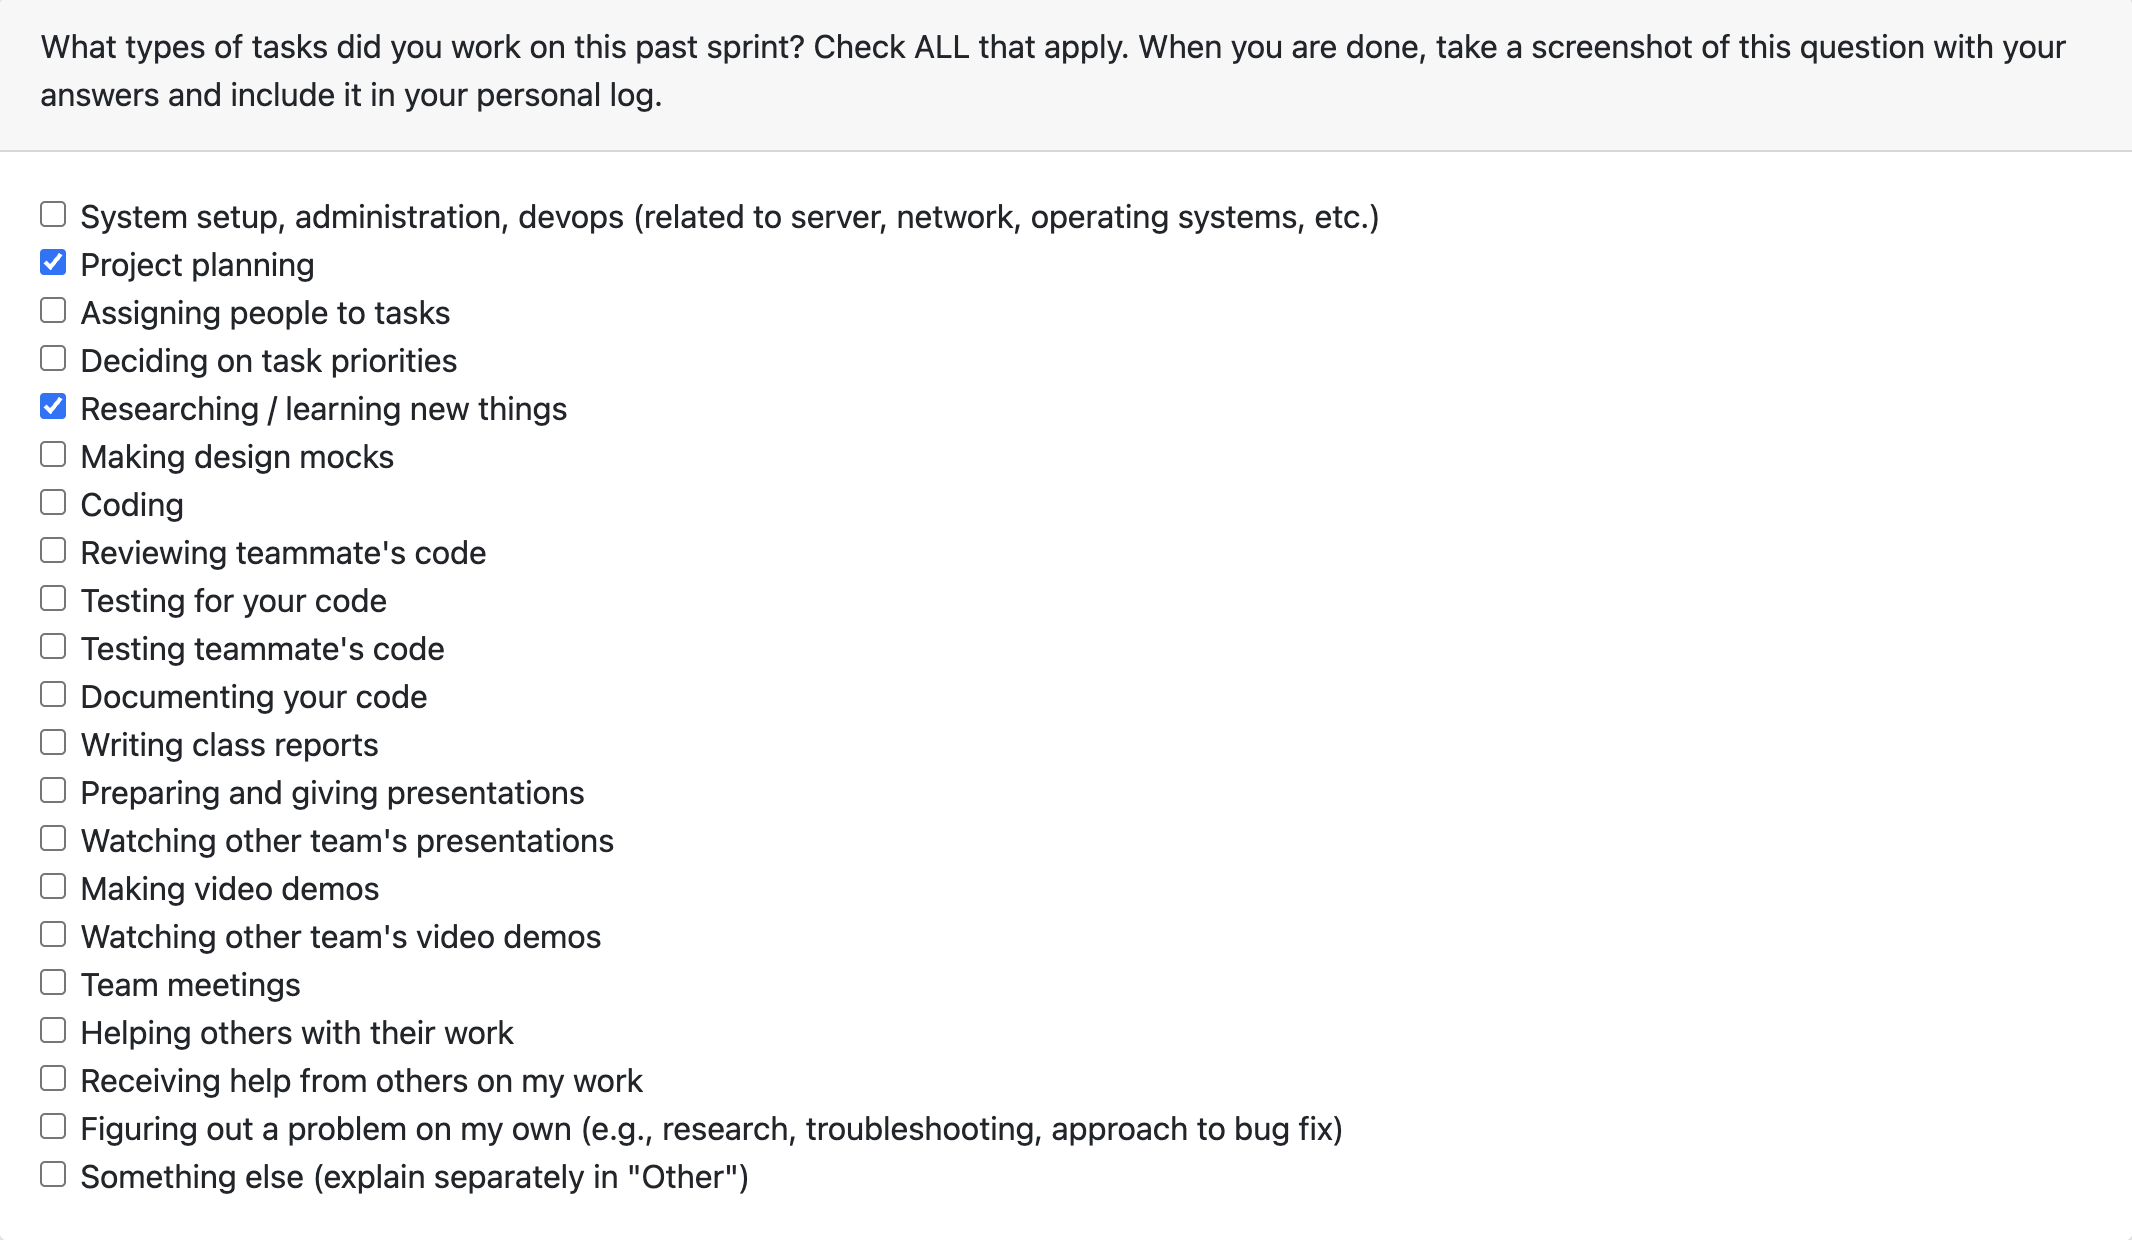 What types of tasks did you work on this past sprint? Check ALL that apply. When you are done, take a screenshot of this question with your
answers and include it in your personal log.
System setup, administration, devops (related to server, network, operating systems, etc.)
Project planning
Assigning people to tasks
Deciding on task priorities
Researching / learning new things
Making design mocks
Coding
Reviewing teammate's code
Testing for your code
Testing teammate's code
Documenting your code
Writing class reports
Preparing and giving presentations
Watching other team's presentations
Making video demos
Watching other team's video demos
Team meetings
Helping others with their work
Receiving help from others on my work
Figuring out a problem on my own (e.g., research, troubleshooting, approach to bug fix)
Something else (explain separately in "Other")